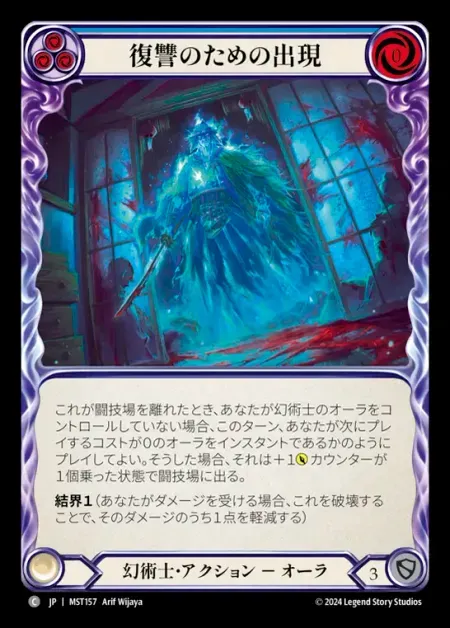 復讐のための出現
0
これが闘技場を離れたとき、あなたが幻術士のオーラをコ
ントロールしていない場合、このターン、あなたが次にプレ
イするコストが0のオーラをインスタントであるかのように
プレイしてよい。そうした場合、それは+1カウンターが
1個乗った状態で闘技場に出る。
結界1(あなたがダメージを受ける場合、これを破壊する
ことで、そのダメージのうち1点を軽減する)
幻術士・アクション ー オーラ
3
C JP | MST157 Arif Wijaya
© 2024 Legend Story Studios